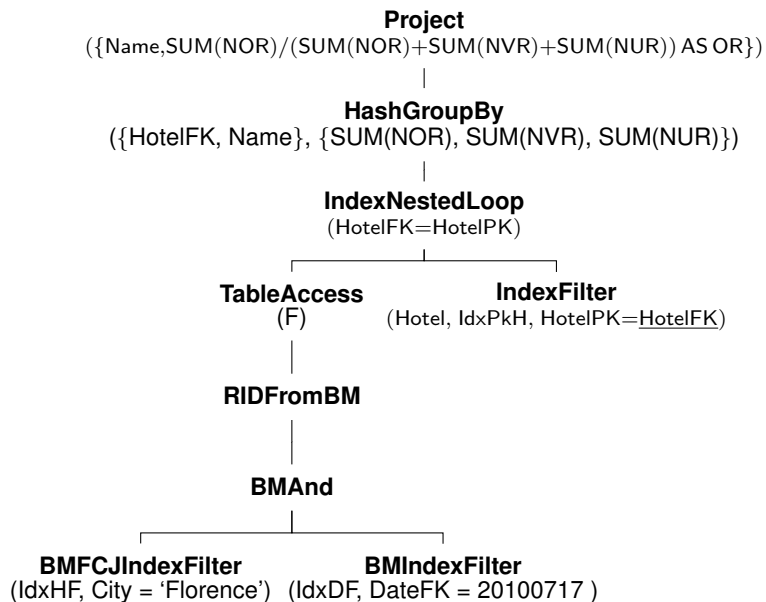 Project
({Name,SUM(NOR)/(SUM(NOR)+SUM(NVR)+SUM(NUR)) AS OR})
HashGroupBy
({HotelFK, Name}, {SUM(NOR), SUM(NVR), SUM(NUR)})
IndexNestedLoop
(HotelFK=HotelPK)
TableAccess IndexFilter
(F) (Hotel, IdxPkH, HotelPK=HotelFK)
RIDFromBM
BMAnd
BMFCJIndexFilter BMIndexFilter
(IdxHF, City = ‘Florence’) (IdxDF, DateFK = 20100717 )